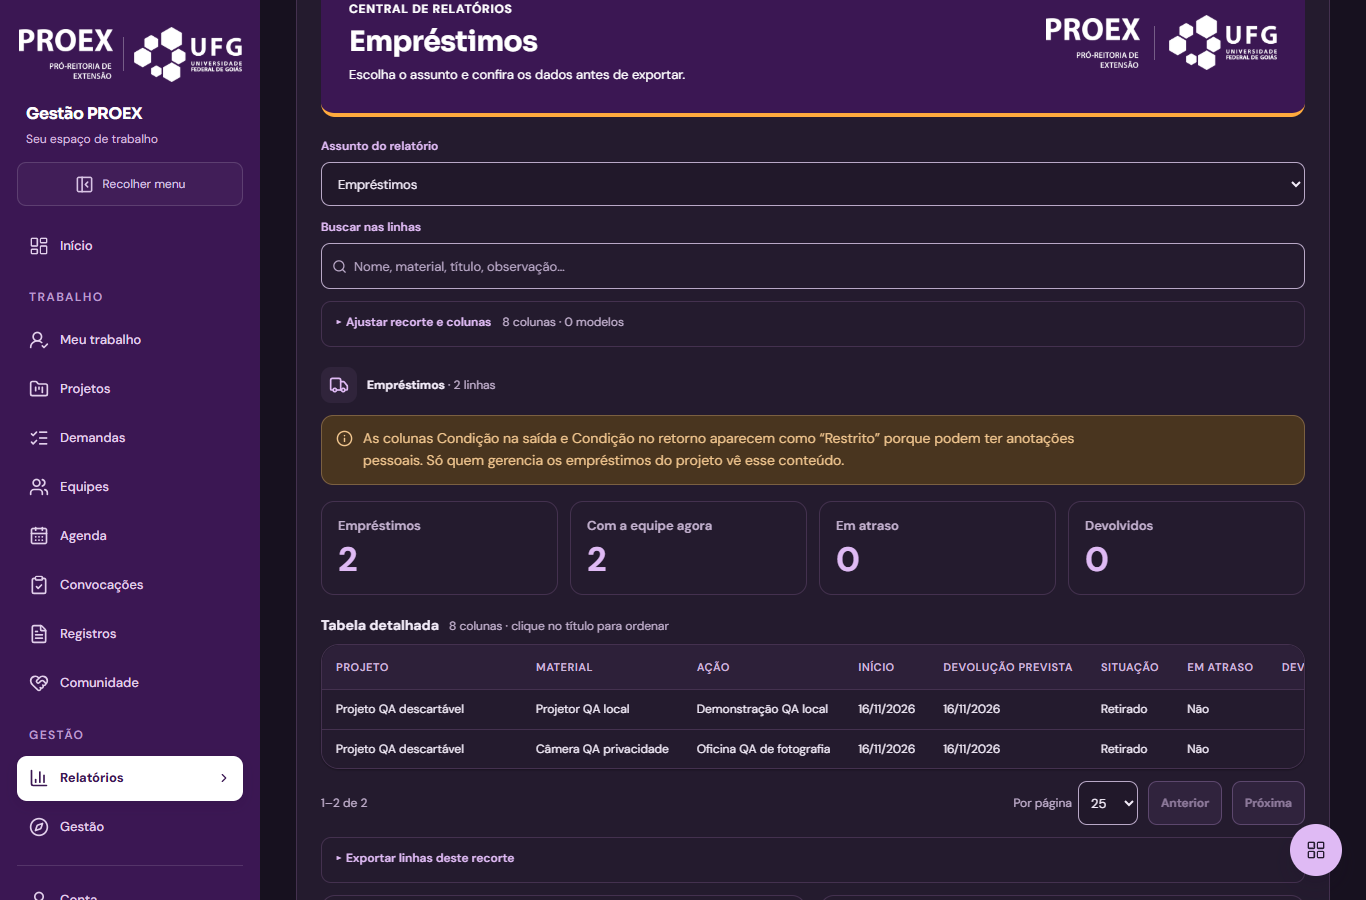 PROEX
PRÓ-REITORIA DE
EXTENSÃO
UFG
UNIVERSIDADE
FEDERAL DE GOIÁS
Gestão PROEX
Seu espaço de trabalho
Recolher menu
Início
TRABALHO
Meu trabalho
Projetos
Demandas
Equipes
Agenda
Convocações
Registros
Comunidade
GESTÃO
Relatórios
Gestão
Conta
CENTRAL DE RELATÓRIOS
Empréstimos
Escolha o assunto e confira os dados antes de exportar.
PROEX
PRÓ-REITORIA DE
EXTENSÃO
UFG
UNIVERSIDADE
FEDERAL DE GOIÁS
Assunto do relatório
Empréstimos
Buscar nas linhas
Nome, material, título, observação...
Ajustar recorte e colunas 8 colunas · 0 modelos
Empréstimos · 2 linhas
As colunas Condição na saída e Condição no retorno aparecem como “Restrito” porque podem ter anotações
pessoais. Só quem gerencia os empréstimos do projeto vê esse conteúdo.
Empréstimos
2
Com a equipe agora
2
Em atraso
0
Devolvidos
0
Tabela detalhada 8 colunas · clique no título para ordenar
PROJETO MATERIAL AÇÃO INÍCIO DEVOLUÇÃO PREVISTA SITUAÇÃO EM ATRASO DEV
Projeto QA descartável Projetor QA local Demonstração QA local 16/11/2026 16/11/2026 Retirado Não
Projeto QA descartável Câmera QA privacidade Oficina QA de fotografia 16/11/2026 16/11/2026 Retirado Não
1–2 de 2 Por página 25 Anterior Próxima
Exportar linhas deste recorte